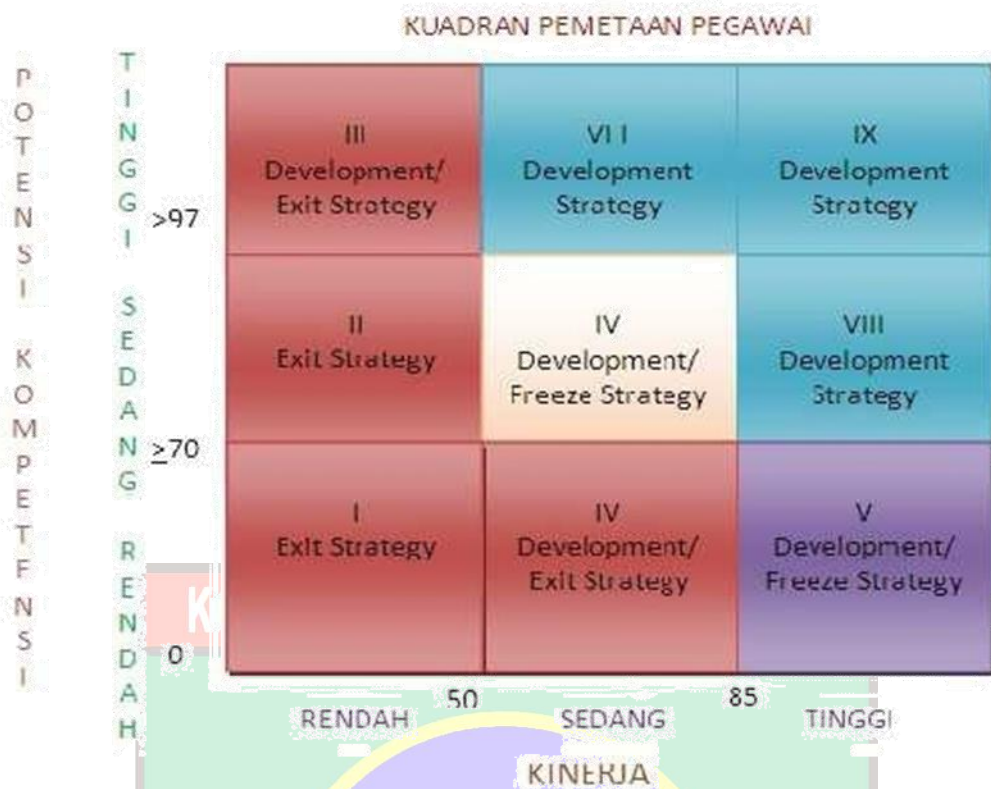 KUADRAN PEMETAAN PEGAWAI
POTENSI KOMPETENSI
TINGGI
SEDANG
RENDAH
>97
≥70
0
III
Development/
Exit Strategy
VI I
Development
Strategy
IX
Development
Strategy
II
Exit Strategy
IV
Development/
Freeze Strategy
VIII
Development
Strategy
I
Exit Strategy
IV
Development/
Exit Strategy
V
Development/
Freeze Strategy
50
85
RENDAH
SEDANG
TINGGI
KINERJA
K